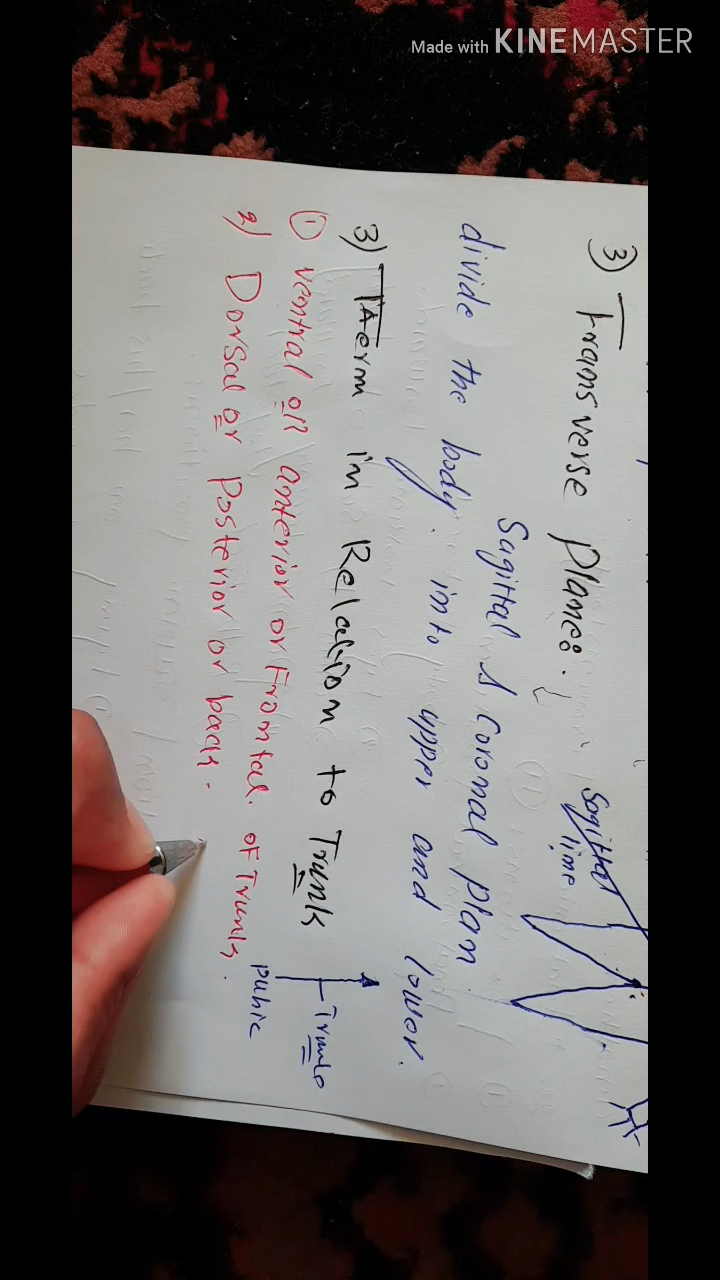 Made with KINEMASTER
3) Transverse Plane:.
Sagittal
line
Sagittal & Coronal plan
divide the body. into upper and lower.
3) Term in Relation to Trunk
Trunk
1) ventral or anterior or Frontal. of Trunk.
Pubic
2) Dorsal or Posterior or back.